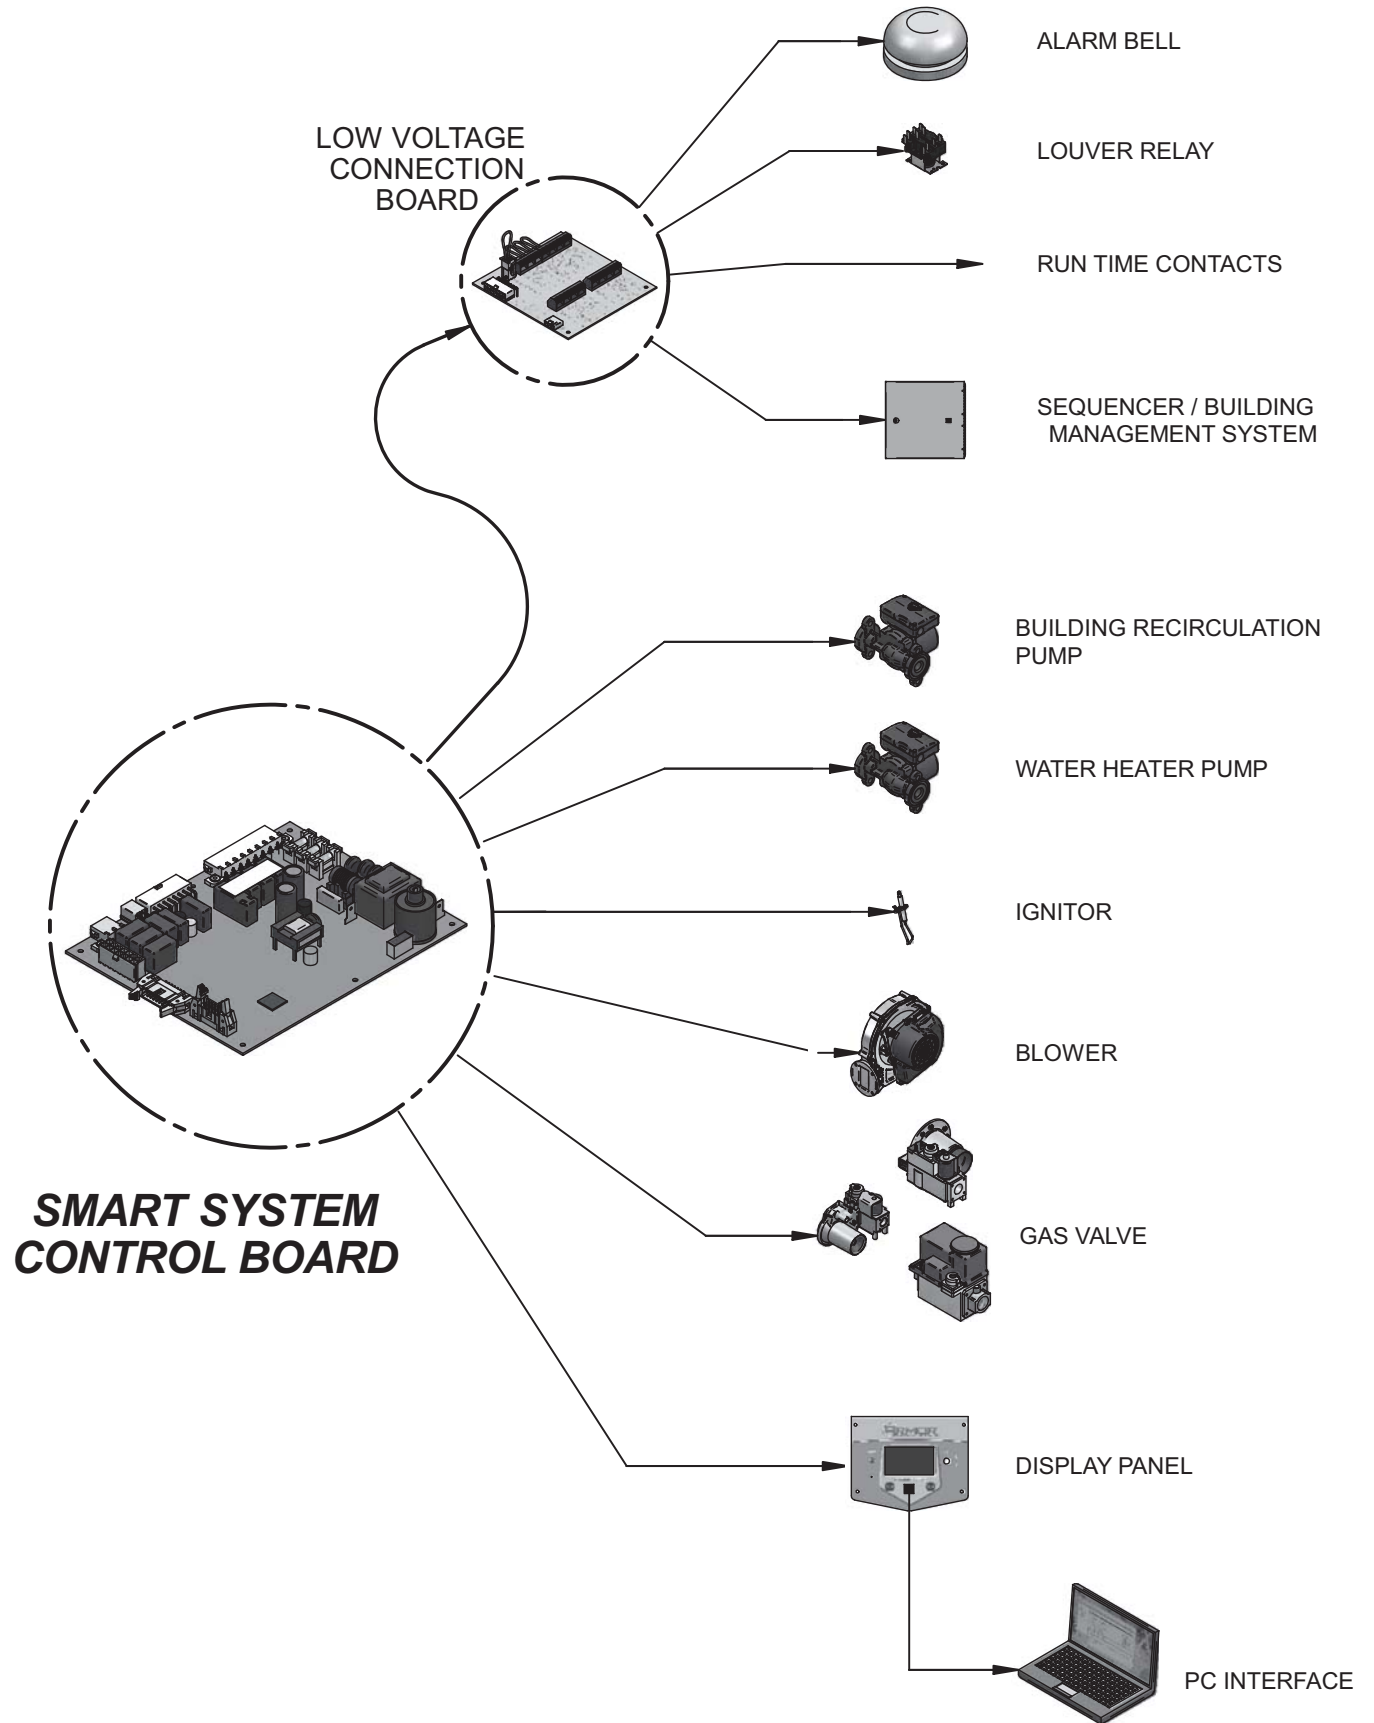 ALARM BELL
LOW VOLTAGE
CONNECTION
BOARD
LOUVER RELAY
RUN TIME CONTACTS
SEQUENCER / BUILDING
MANAGEMENT SYSTEM
BUILDING RECIRCULATION
PUMP
WATER HEATER PUMP
IGNITOR
BLOWER
SMART SYSTEM
CONTROL BOARD
GAS VALVE
ARMOR
DISPLAY PANEL
PC INTERFACE